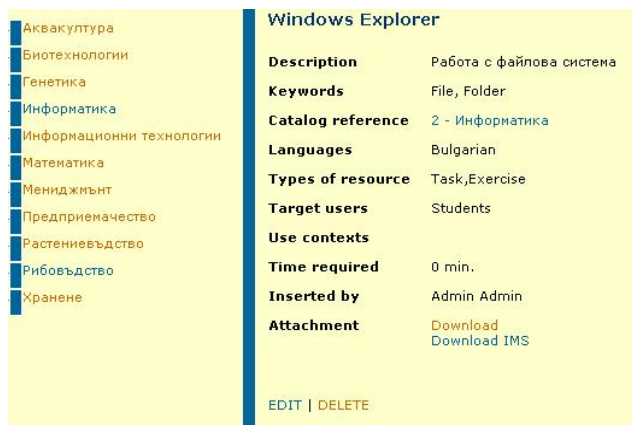 Аквакултура
Биотехнологии
Генетика
Информатика
Информационни технологии
Математика
Мениджмънт
Предприемачество
Растениевъдство
Рибовъдство
Хранене
Windows Explorer
Description Работа с файлова система
Keywords File, Folder
Catalog reference 2 - Информатика
Languages Bulgarian
Types of resource Task,Exercise
Target users Students
Use contexts
Time required 0 min.
Inserted by Admin Admin
Attachment Download
Download IMS
EDIT | DELETE